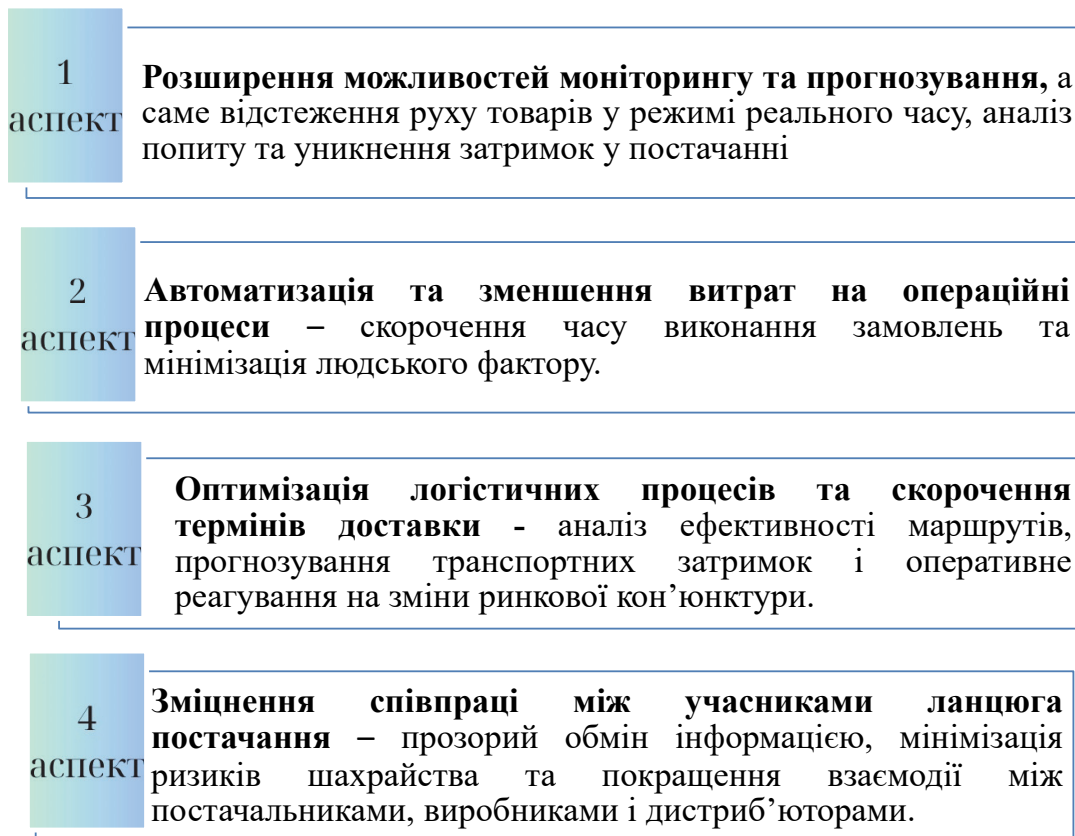 1
аспект
Розширення можливостей моніторингу та прогнозування, а
саме відстеження руху товарів у режимі реального часу, аналіз
попиту та уникнення затримок у постачанні
2
аспект
Автоматизація та зменшення витрат на операційні
процеси – скорочення часу виконання замовлень та
мінімізація людського фактору.
3
аспект
Оптимізація логістичних процесів та скорочення
термінів доставки - аналіз ефективності маршрутів,
прогнозування транспортних затримок і оперативне
реагування на зміни ринкової кон’юнктури.
4
аспект
Зміцнення співпраці між учасниками ланцюга
постачання – прозорий обмін інформацією, мінімізація
ризиків шахрайства та покращення взаємодії між
постачальниками, виробниками і дистриб’юторами.